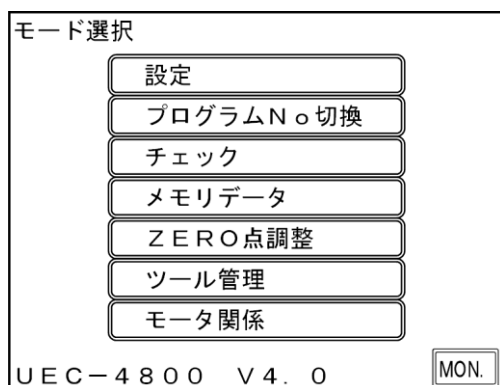 モード選択
設定
プログラムＮｏ切換
チェック
メモリデータ
ＺＥＲＯ点調整
ツール管理
モータ関係
ＵＥＣ－４８００　Ｖ４．０
MON.